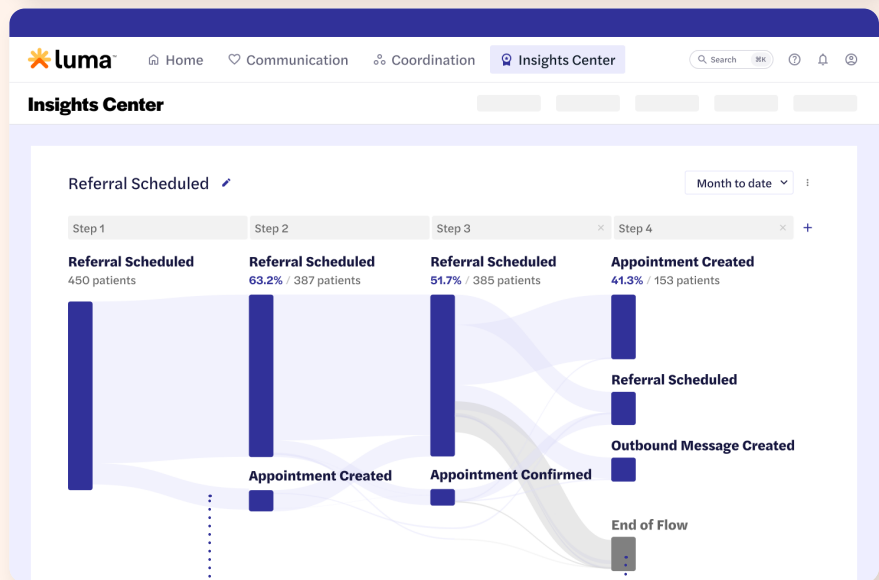 luma™
Home
Communication
Coordination
Insights Center
Search
⌘K
Insights Center
Referral Scheduled
Month to date
Step 1
Step 2
Step 3 ×
Step 4 ×
+
Referral Scheduled
450 patients
Referral Scheduled
63.2% / 387 patients
Referral Scheduled
51.7% / 385 patients
Appointment Created
41.3% / 153 patients
Referral Scheduled
Outbound Message Created
Appointment Created
Appointment Confirmed
End of Flow